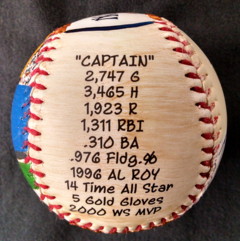 "CAPTAIN"
2,747 G
3,465 H
1,923 R
1,311 RBI
.310 BA
.976 Fldg.%
1996 AL ROY
14 Time All Star
5 Gold Gloves
2000 WS MVP